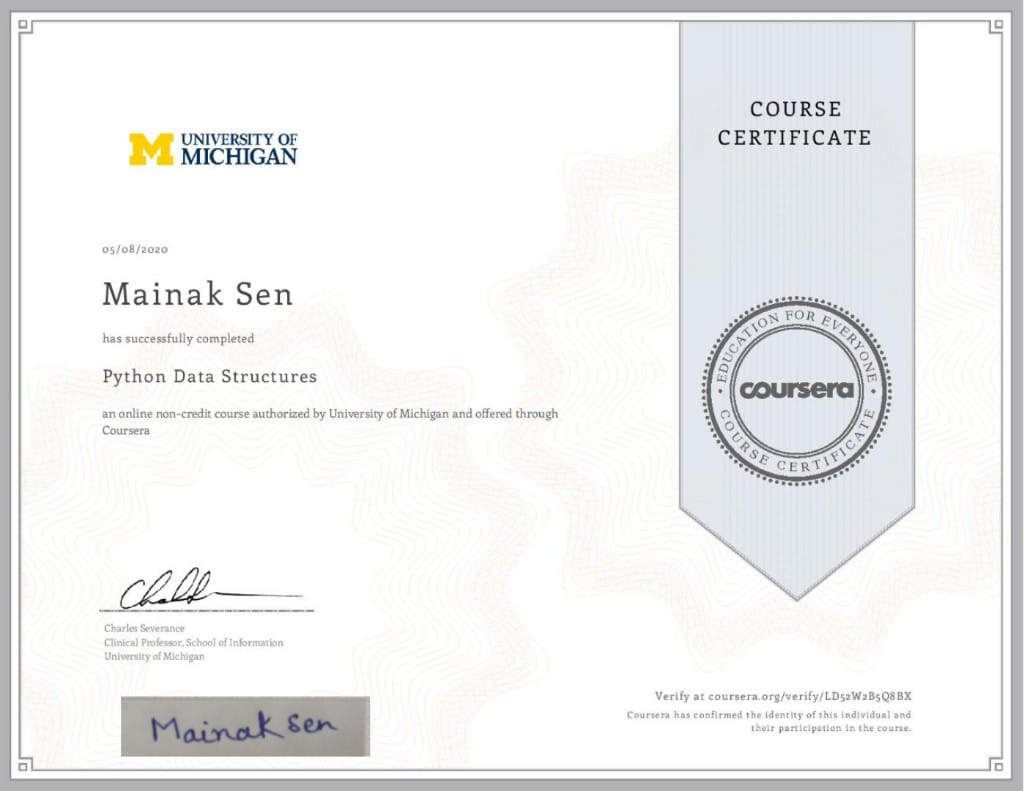 UNIVERSITY OF
MICHIGAN
COURSE
CERTIFICATE
05/08/2020
Mainak Sen
has successfully completed
Python Data Structures
an online non-credit course authorized by University of Michigan and offered through
Coursera
EDUCATION FOR EVERYONE
coursera
COURSE CERTIFICATE
Charles Severance
Clinical Professor, School of Information
University of Michigan
Mainak Sen
Verify at coursera.org/verify/LD52W2B5Q8BX
Coursera has confirmed the identity of this individual and
their participation in the course.